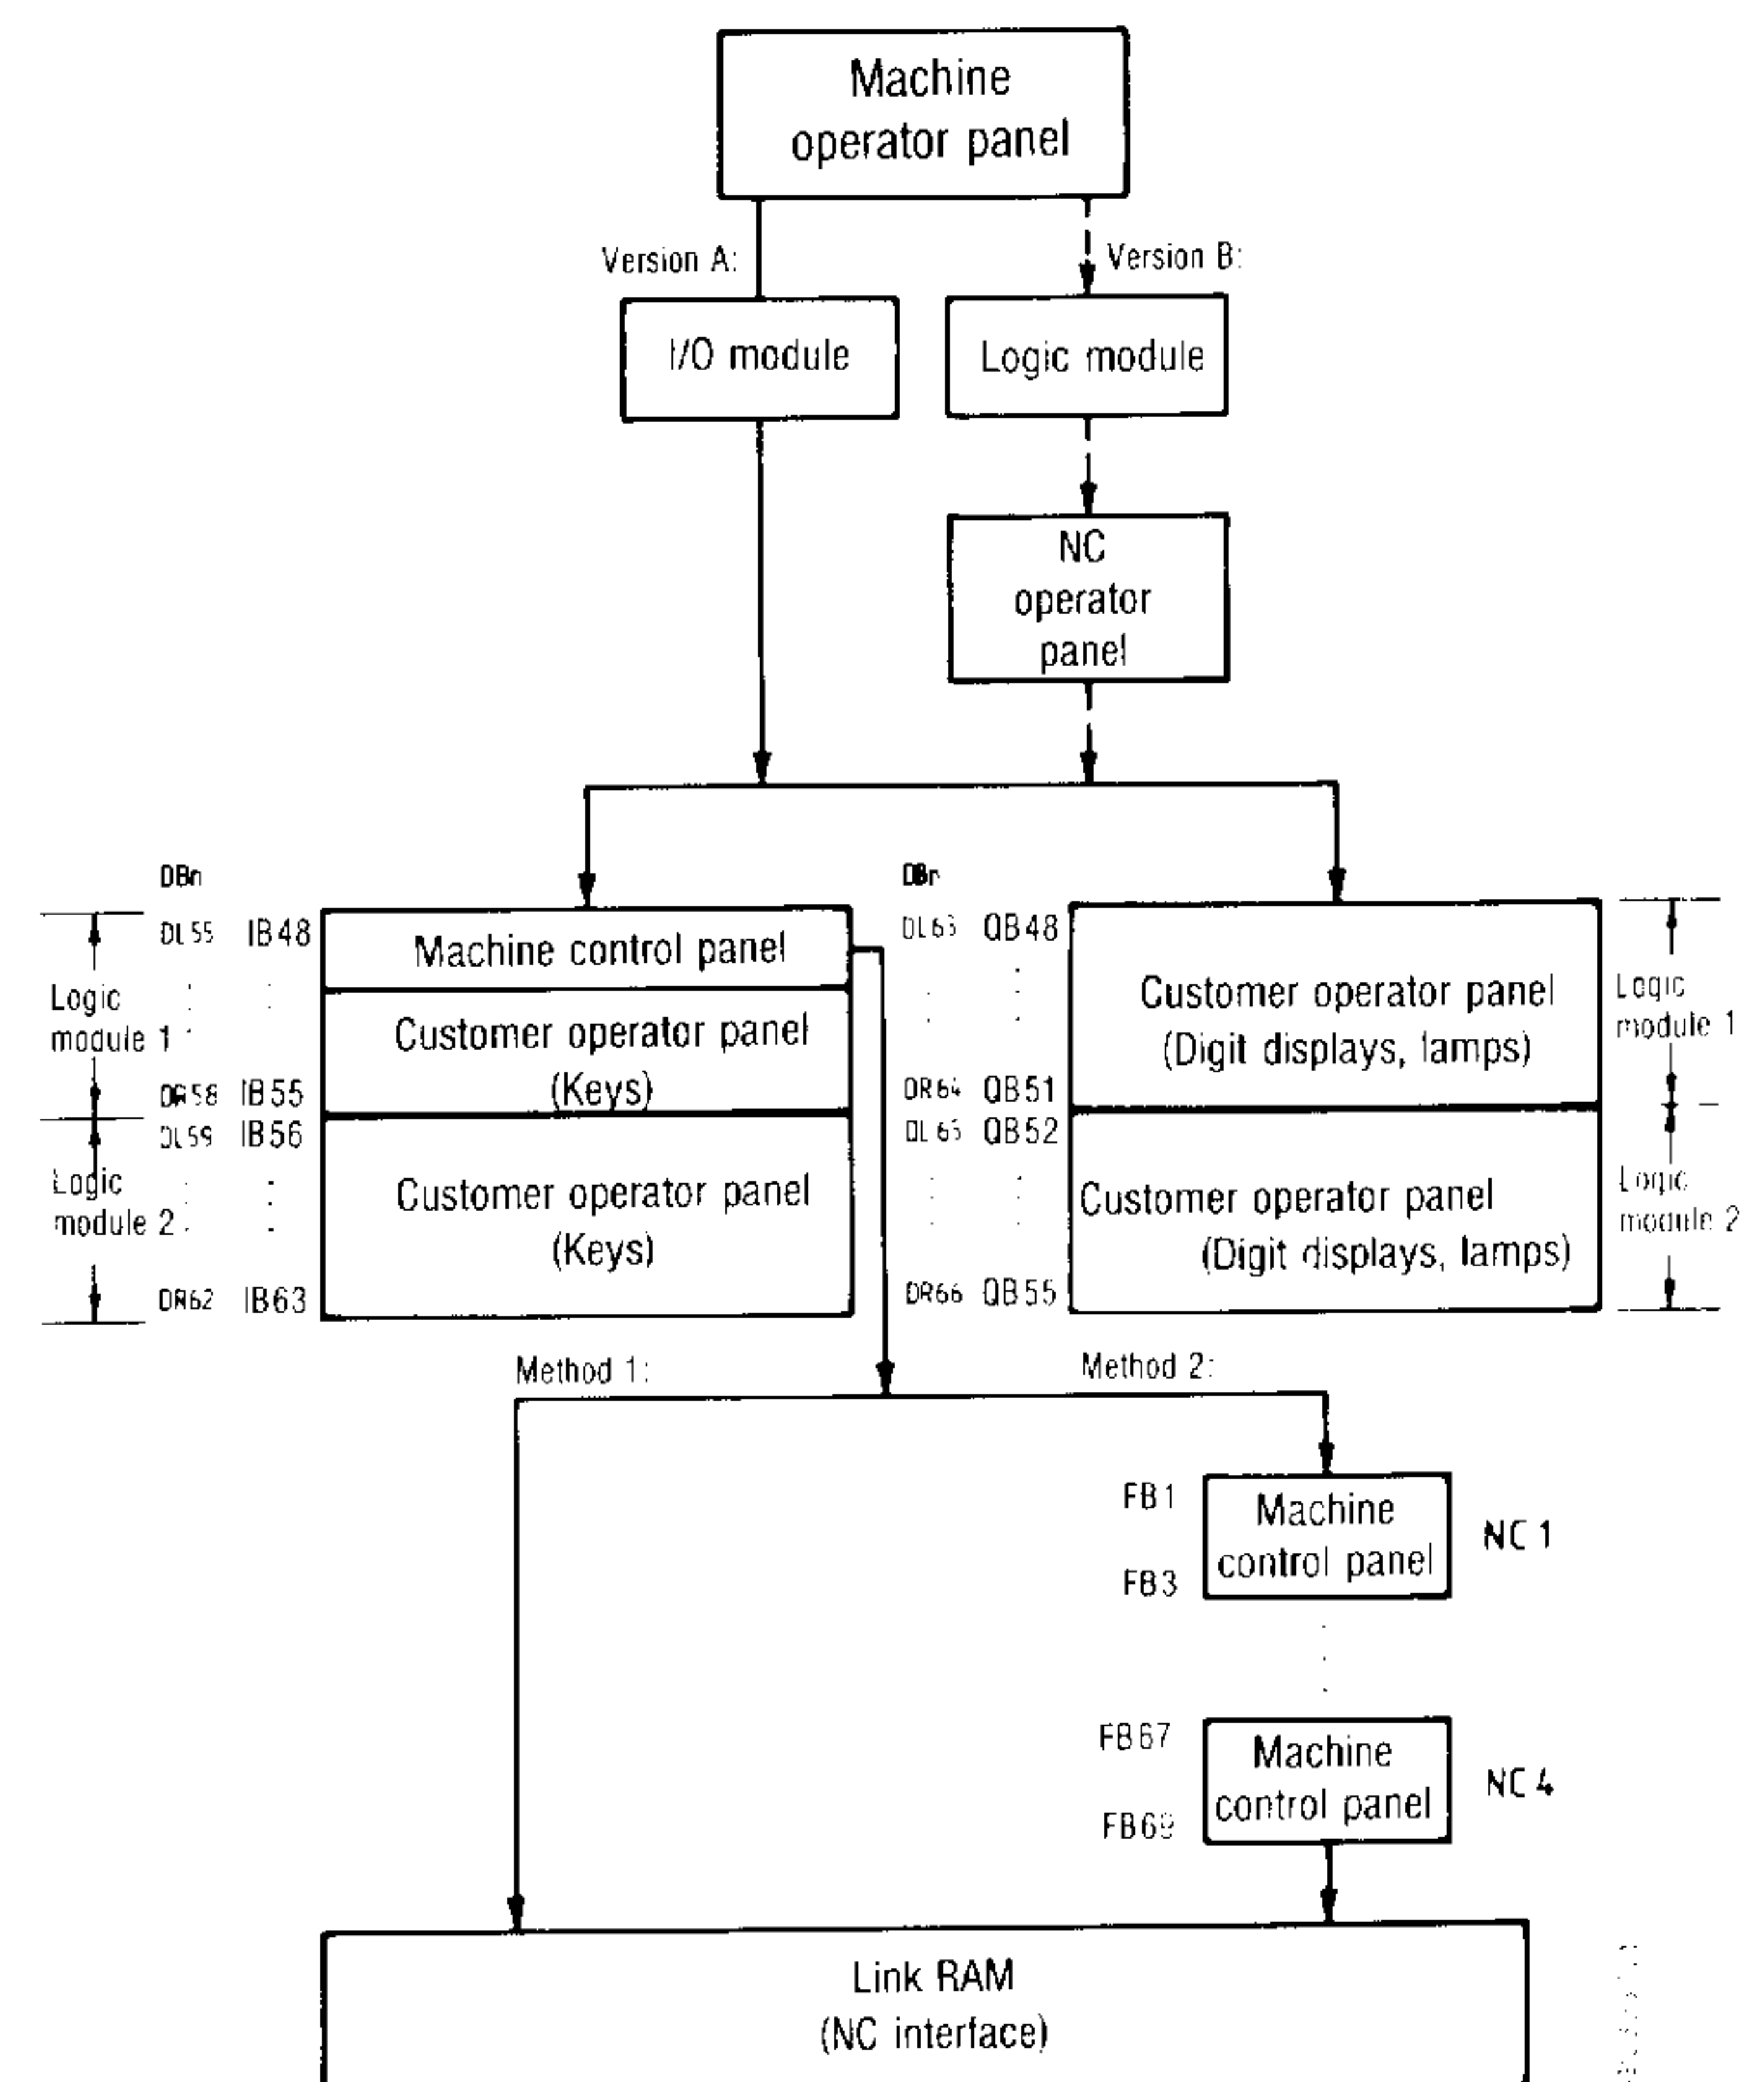 Machine
operator panel
Version A:
Version B:
I/O module
Logic module
NC
operator
panel
DBn
DL55 IB48
Logic
module 1
DR58 IB55
DL59 IB56
Logic
module 2
DR62 IB63
Machine control panel
Customer operator panel
(Keys)
Customer operator panel
(Keys)
DL63 QB48
DR64 QB51
DL65 QB52
DR66 QB55
Customer operator panel
(Digit displays, lamps)
Customer operator panel
(Digit displays, lamps)
Logic
module 1
Logic
module 2
Method 1:
Method 2:
FB1
FB3
Machine
control panel
NC 1
FB67
FB69
Machine
control panel
NC 4
Link RAM
(NC interface)